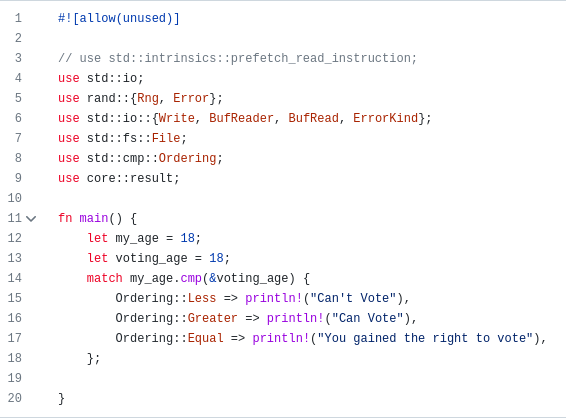 1 #![allow(unused)]
2
3 // use std::intrinsics::prefetch_read_instruction;
4 use std::io;
5 use rand::{Rng, Error};
6 use std::io::{Write, BufReader, BufRead, ErrorKind};
7 use std::fs::File;
8 use std::cmp::Ordering;
9 use core::result;
10
11 fn main() {
12     let my_age = 18;
13     let voting_age = 18;
14     match my_age.cmp(&voting_age) {
15         Ordering::Less => println!("Can't Vote"),
16         Ordering::Greater => println!("Can Vote"),
17         Ordering::Equal => println!("You gained the right to vote"),
18     };
19
20 }